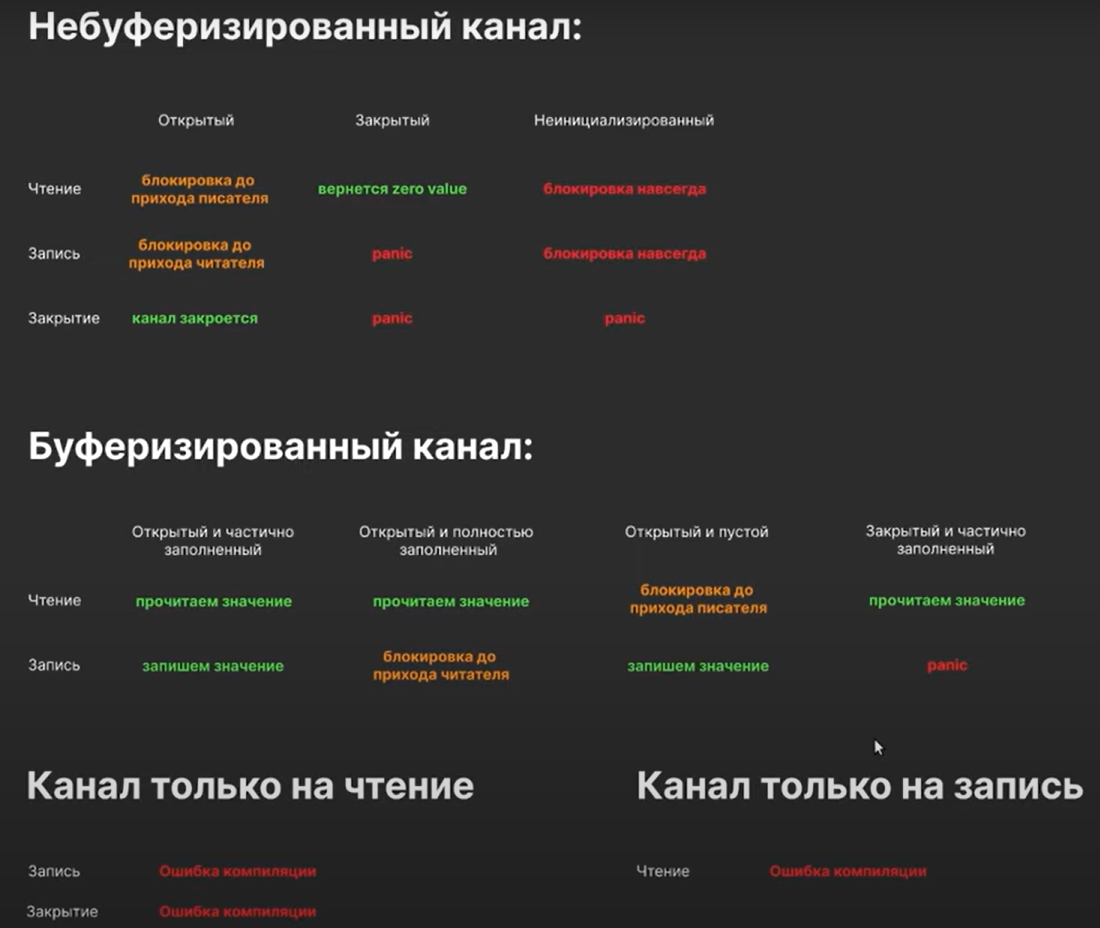 Небуферизированный канал:
Открытый Закрытый Неинициализированный
Чтение блокировка до прихода писателя вернется zero value блокировка навсегда
Запись блокировка до прихода читателя panic блокировка навсегда
Закрытие канал закроется panic panic
Буферизированный канал:
Открытый и частично заполненный Открытый и полностью заполненный Открытый и пустой Закрытый и частично заполненный
Чтение прочитаем значение прочитаем значение блокировка до прихода писателя прочитаем значение
Запись запишем значение блокировка до прихода читателя запишем значение panic
Канал только на чтение
Запись Ошибка компиляции
Закрытие Ошибка компиляции
Канал только на запись
Чтение Ошибка компиляции